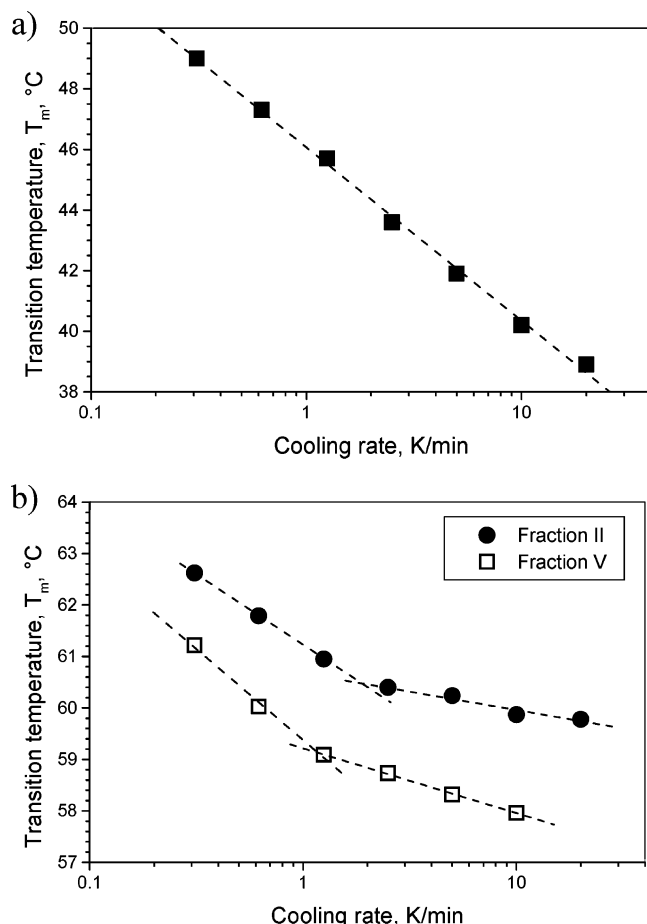 a)
50
48
46
44
42
40
38
Transition temperature, Tm, °C
0.1 1 10
Cooling rate, K/min
b)
64
63
62
61
60
59
58
57
Transition temperature, Tm, °C
Fraction II
Fraction V
0.1 1 10
Cooling rate, K/min